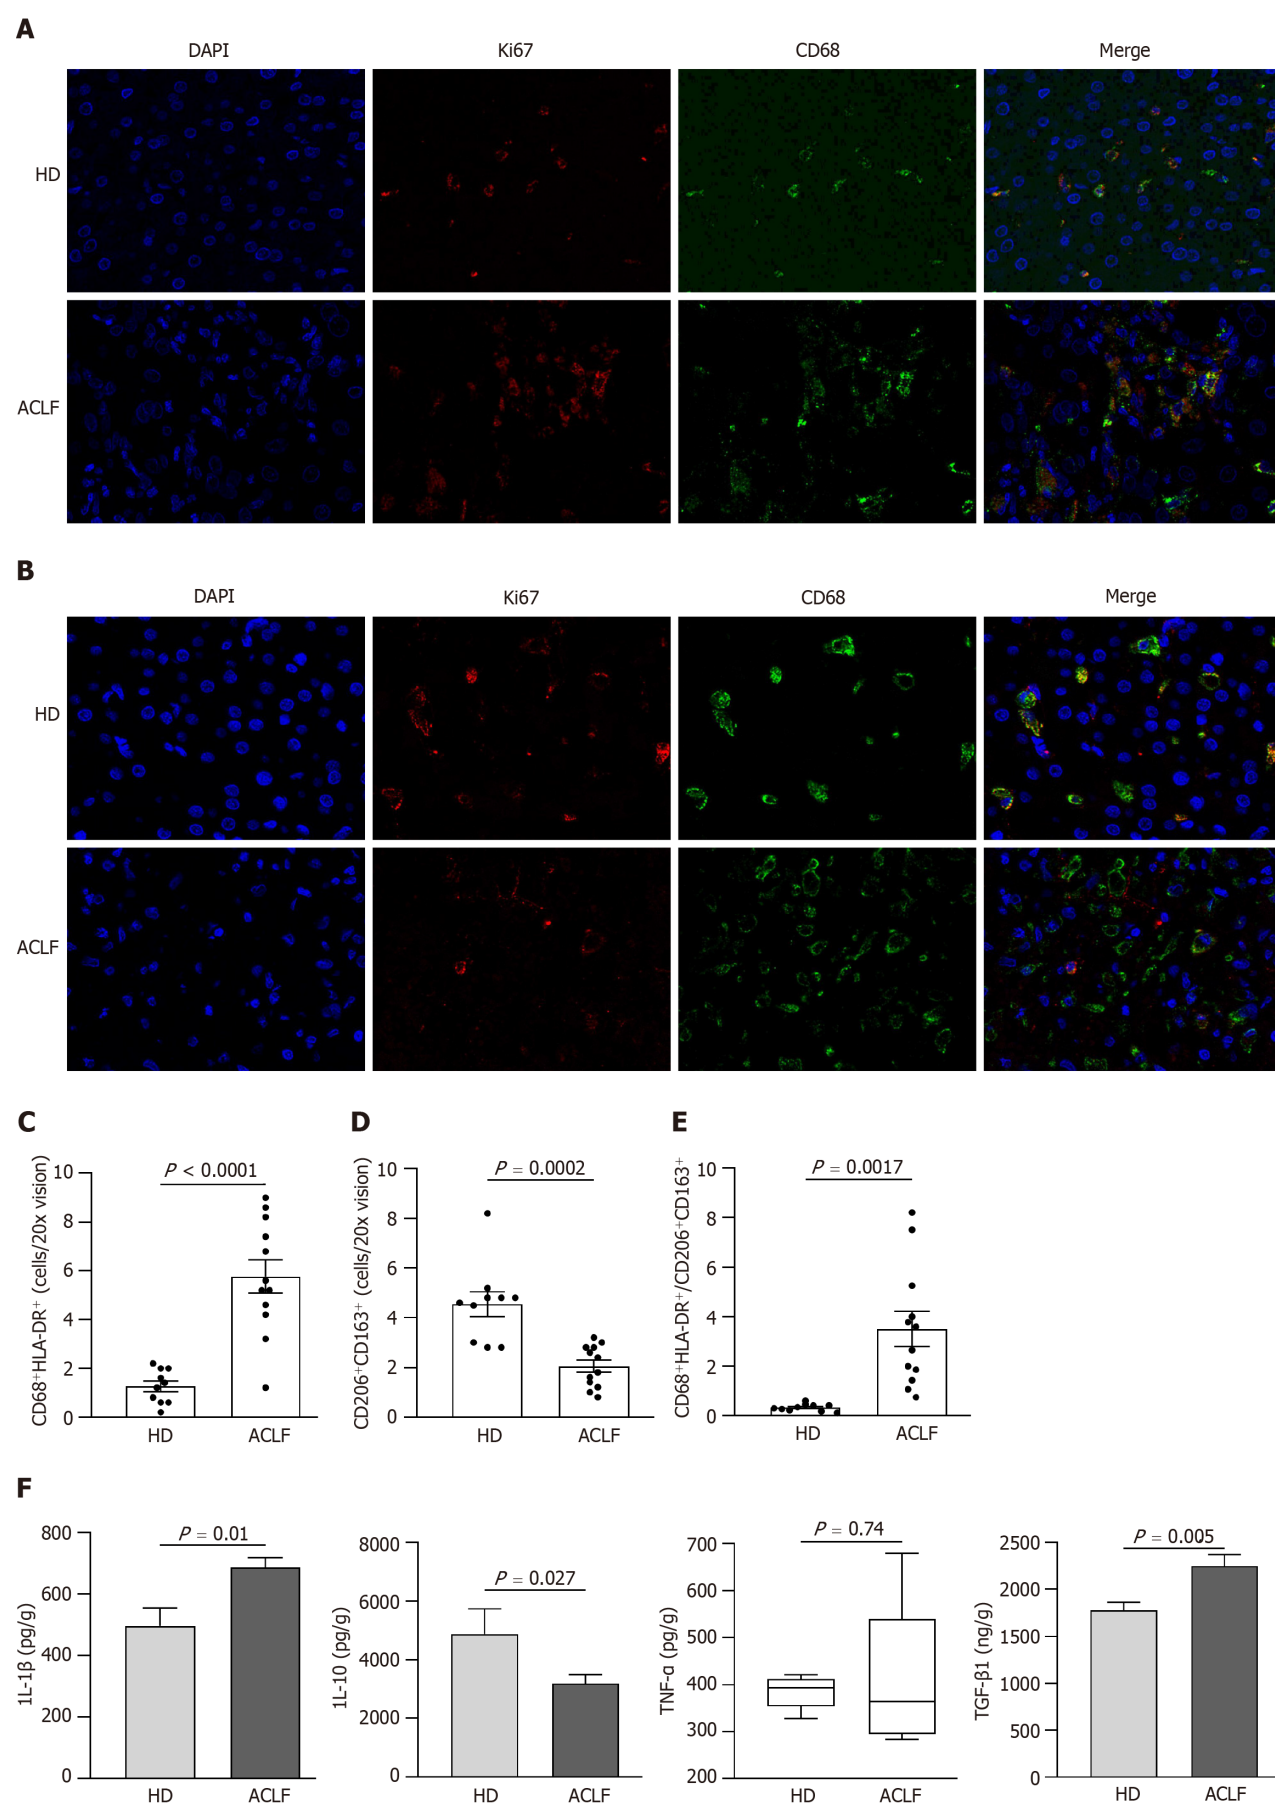 A
DAPI Ki67 CD68 Merge
HD
ACLF
B
DAPI Ki67 CD68 Merge
HD
ACLF
C
CD68+HLA-DR+ (cells/20x vision)
10
8
6
4
2
0
P < 0.0001
HD ACLF
D
CD206+CD163+ (cells/20x vision)
10
8
6
4
2
0
P = 0.0002
HD ACLF
E
CD68+HLA-DR+/CD206+CD163+
10
8
6
4
2
0
P = 0.0017
HD ACLF
F
1L-1β (pg/g)
800
600
400
200
0
P = 0.01
HD ACLF
1L-10 (pg/g)
8000
6000
4000
2000
0
P = 0.027
HD ACLF
TNF-α (pg/g)
700
600
500
400
300
200
P = 0.74
HD ACLF
TGF-β1 (ng/g)
2500
2000
1500
1000
500
0
P = 0.005
HD ACLF